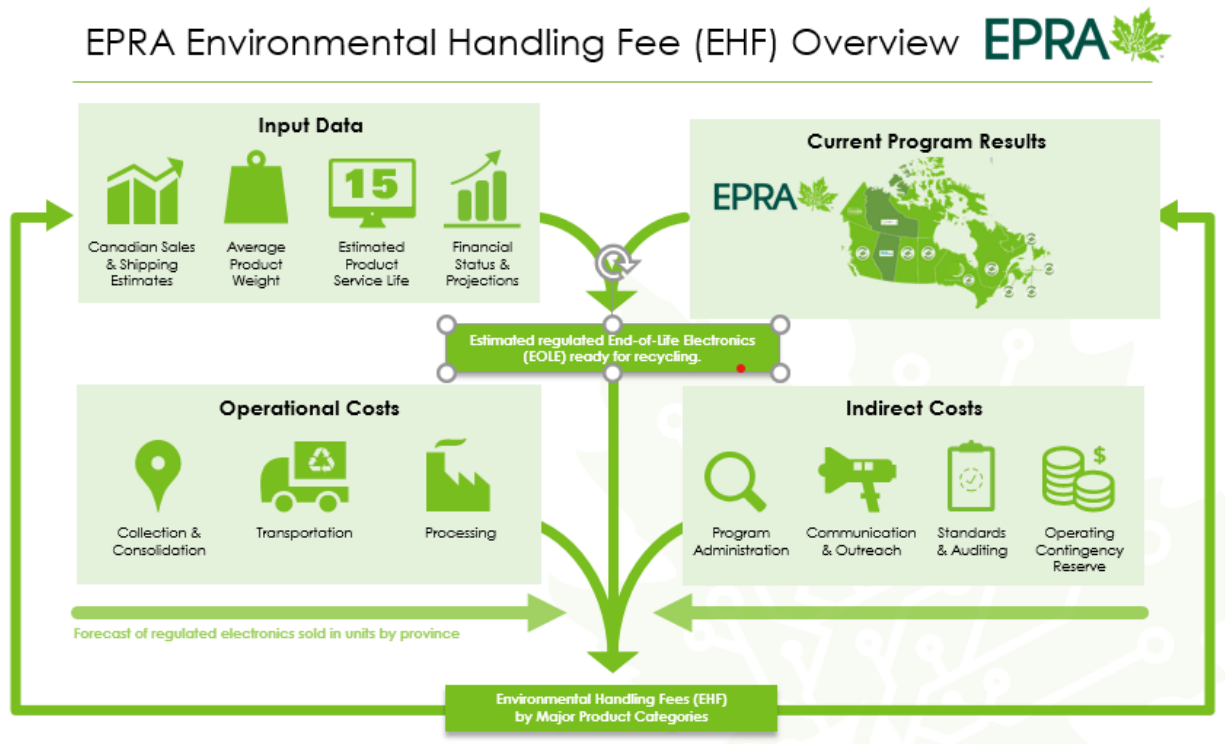 EPRA Environmental Handling Fee (EHF) Overview
EPRA
Input Data
15
Canadian Sales
& Shipping
Estimates
Average
Product
Weight
Estimated
Product
Service Life
Financial
Status &
Projections
Current Program Results
EPRA
Estimated regulated End-of-Life Electronics
(EOLE) ready for recycling.
Operational Costs
Collection &
Consolidation
Transportation
Processing
Indirect Costs
$
Program
Administration
Communication
& Outreach
Standards
& Auditing
Operating
Contingency
Reserve
Forecast of regulated electronics sold in units by province
Environmental Handling Fees (EHF)
by Major Product Categories